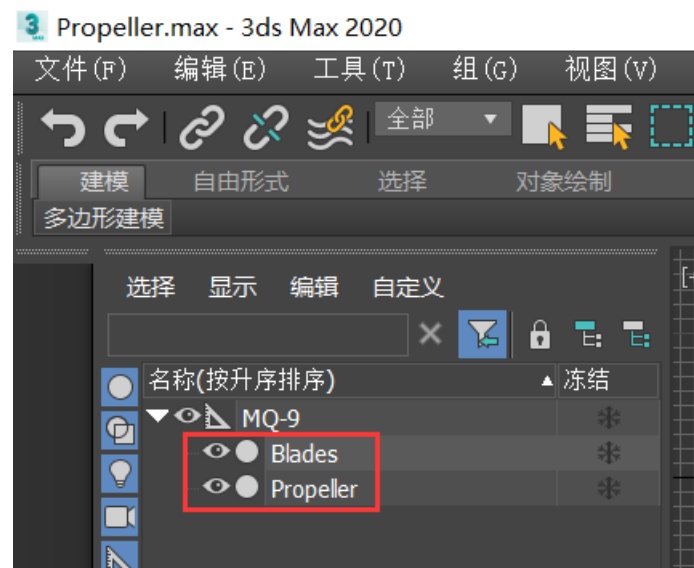 Propeller.max - 3ds Max 2020
文件(F) 编辑(E) 工具(T) 组(G) 视图(V)
全部
建模 自由形式 选择 对象绘制
多边形建模
选择 显示 编辑 自定义
名称(按升序排序) 冻结
MQ-9
Blades
Propeller